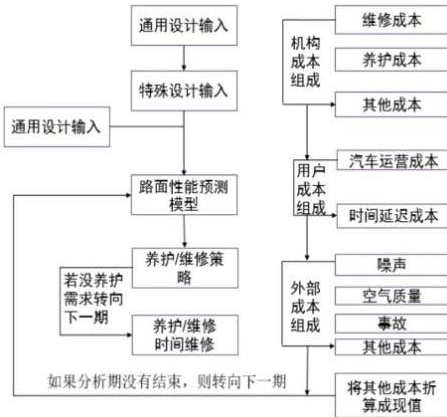 通用设计输入
特殊设计输入
通用设计输入
路面性能预测
模型
养护/维修策
略
若没养护
需求转向
下一期
养护/维修
时间维修
如果分析期没有结束，则转向下一期
机构
成本
组成
维修成本
养护成本
其他成本
用户
成本
组成
汽车运营成本
时间延迟成本
外部
成本
组成
噪声
空气质量
事故
其他成本
将其他成本折
算成现值